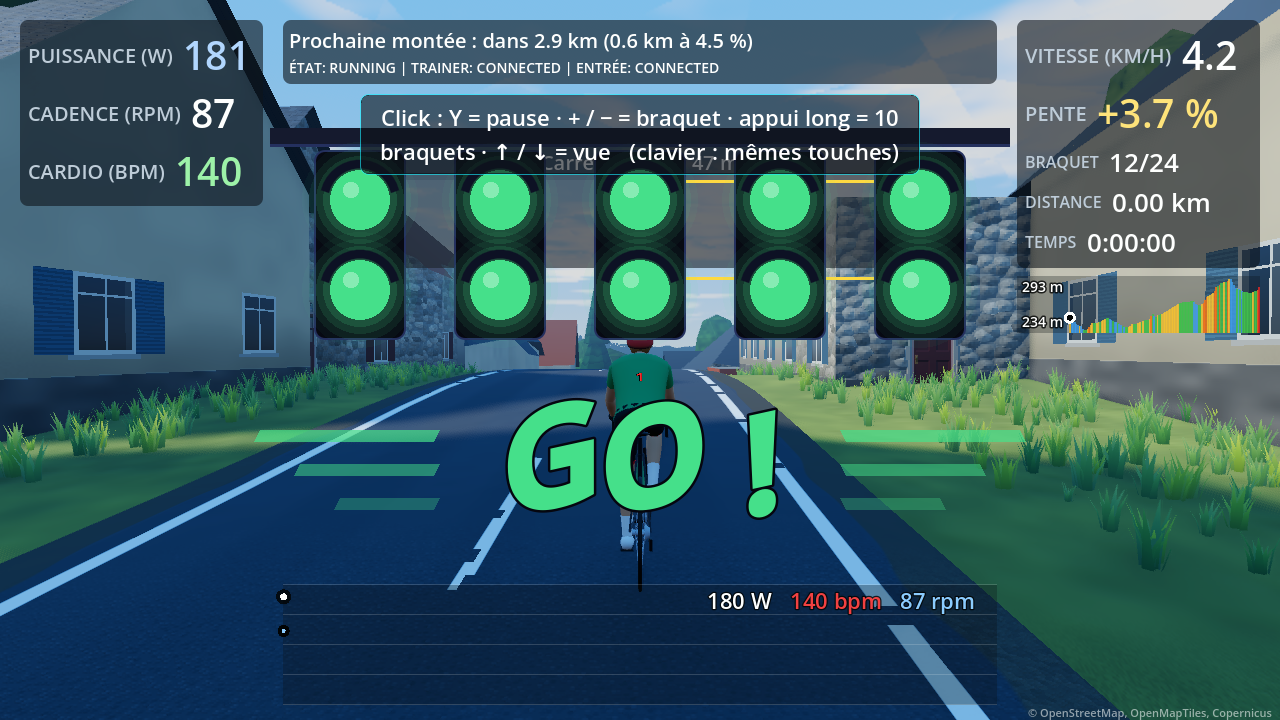 PUISSANCE (W) 181
CADENCE (RPM) 87
CARDIO (BPM) 140
Prochaine montée : dans 2.9 km (0.6 km à 4.5 %)
ÉTAT: RUNNING | TRAINER: CONNECTED | ENTRÉE: CONNECTED
Click : Y = pause · + / − = braquet · appui long = 10
braquets · ↑ / ↓ = vue (clavier : mêmes touches)
Carré 47 m
VITESSE (KM/H) 4.2
PENTE +3.7 %
BRAQUET 12/24
DISTANCE 0.00 km
TEMPS 0:00:00
293 m
234 m
1
GO !
180 W 140 bpm 87 rpm
© OpenStreetMap, OpenMapTiles, Copernicus